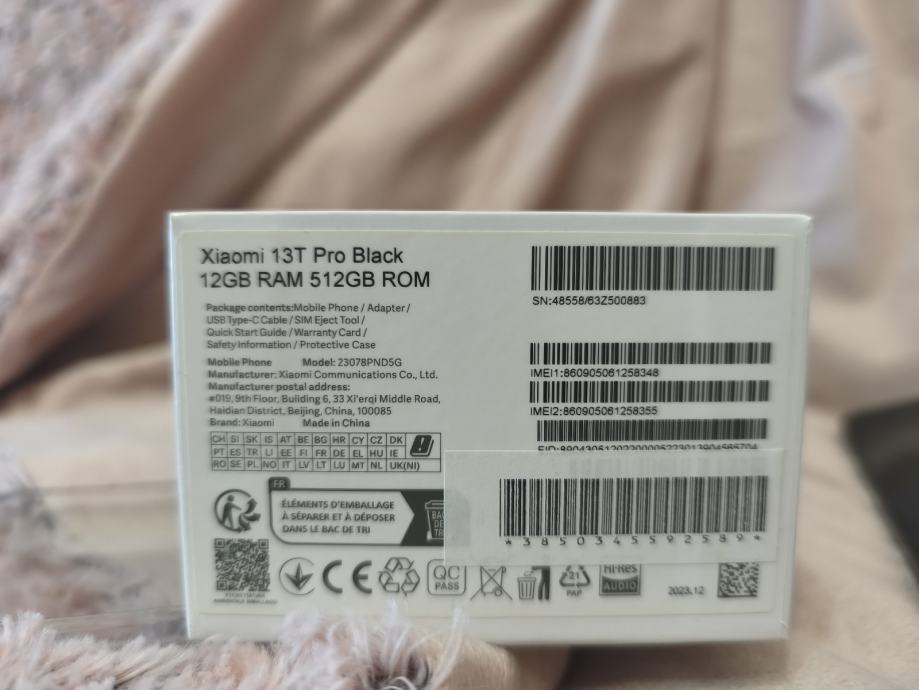 Xiaomi 13T Pro Black
12GB RAM 512GB ROM
Package contents:Mobile Phone / Adapter /
USB Type-C Cable / SIM Eject Tool /
Quick Start Guide / Warranty Card /
Safety Information / Protective Case
Mobile Phone Model: 23078PND5G
Manufacturer: Xiaomi Communications Co., Ltd.
Manufacturer postal address:
#019, 9th Floor, Building 6, 33 Xi'erqi Middle Road,
Haidian District, Beijing, China, 100085
Brand: Xiaomi Made in China
CH SI SK IS AT BE BG HR CY CZ DK
PT ES TR LI EE FI FR DE EL HU IE
RO SE PL NO IT LV LT LU MT NL UK(NI)
FR
ÉLÉMENTS D'EMBALLAGE
À SÉPARER ET À DÉPOSER
DANS LE BAC DE TRI
BAC
DE
TRI
CE
QC
PASS
21
PAP
Hi-Res
AUDIO
2023.12
SN:48558/63Z500883
IMEI1:860905061258348
IMEI2:860905061258355
*3850345592589*